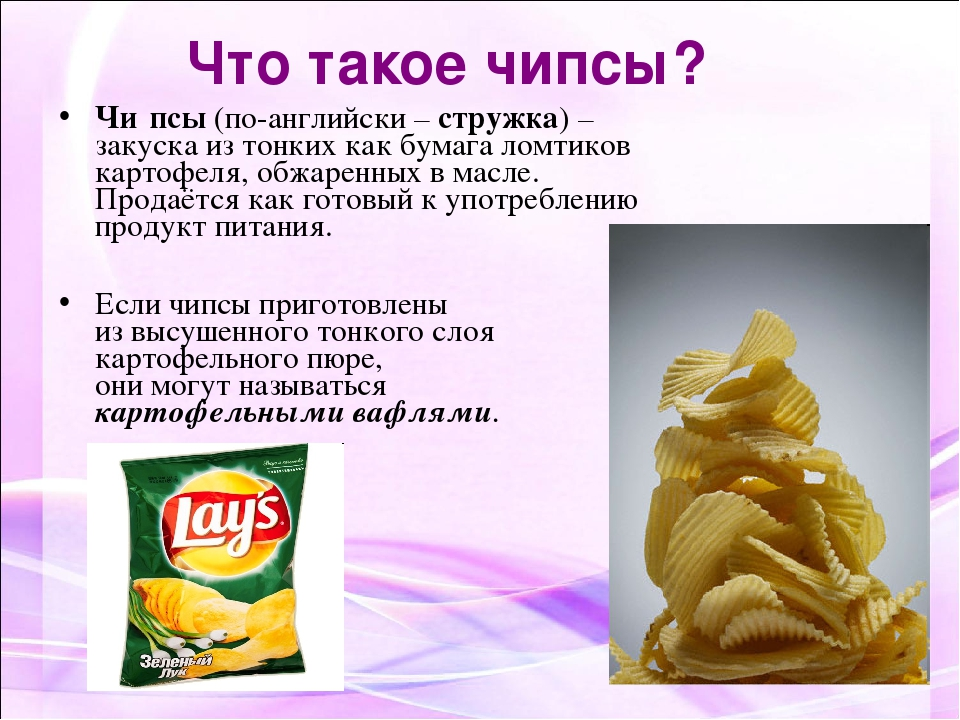 Что такое чипсы?
• Чи псы (по-английски – стружка) –
закуска из тонких как бумага ломтиков
картофеля, обжаренных в масле.
Продаётся как готовый к употреблению
продукт питания.
• Если чипсы приготовлены
из высушенного тонкого слоя
картофельного пюре,
они могут называться
картофельными вафлями.
Lay's
Зеленый
Лук